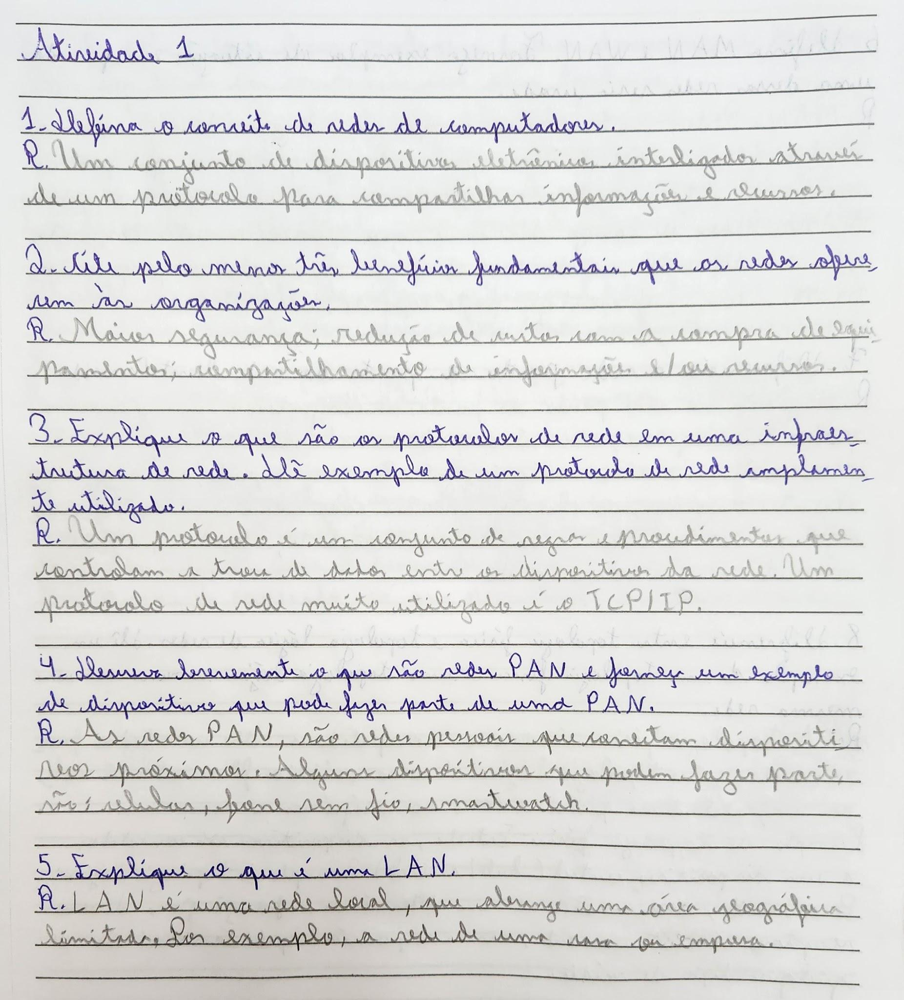 Atividade 1
1- Defina o conceito de redes de computadores.
R. Um conjunto de dispositivos eletrônicos interligados através
de um protocolo para compartilhar informações e recursos.
2- Cite pelo menos três benefícios fundamentais que as redes ofere-
cem às organizações.
R. Maior segurança; redução de custos com a compra de equi-
pamentos; compartilhamento de informações e/ou recursos.
3- Explique o que são os protocolos de rede em uma infraes-
trutura de rede. Dê exemplo de um protocolo de rede amplamen-
te utilizado.
R. Um protocolo é um conjunto de regras e procedimentos que
controlam a troca de dados entre os dispositivos da rede. Um
protocolo de rede muito utilizado é o TCP/IP.
4- Descreva brevemente o que são redes PAN e forneça um exemplo
de dispositivo que pode fazer parte de uma PAN.
R. As redes PAN, são redes pessoais que conectam dispositi-
vos próximos. Alguns dispositivos que podem fazer parte,
são: celular, fone sem fio, smartwatch.
5- Explique o que é uma LAN.
R. LAN é uma rede local, que abrange uma área geográfica
limitada. Por exemplo, a rede de uma casa ou empresa.